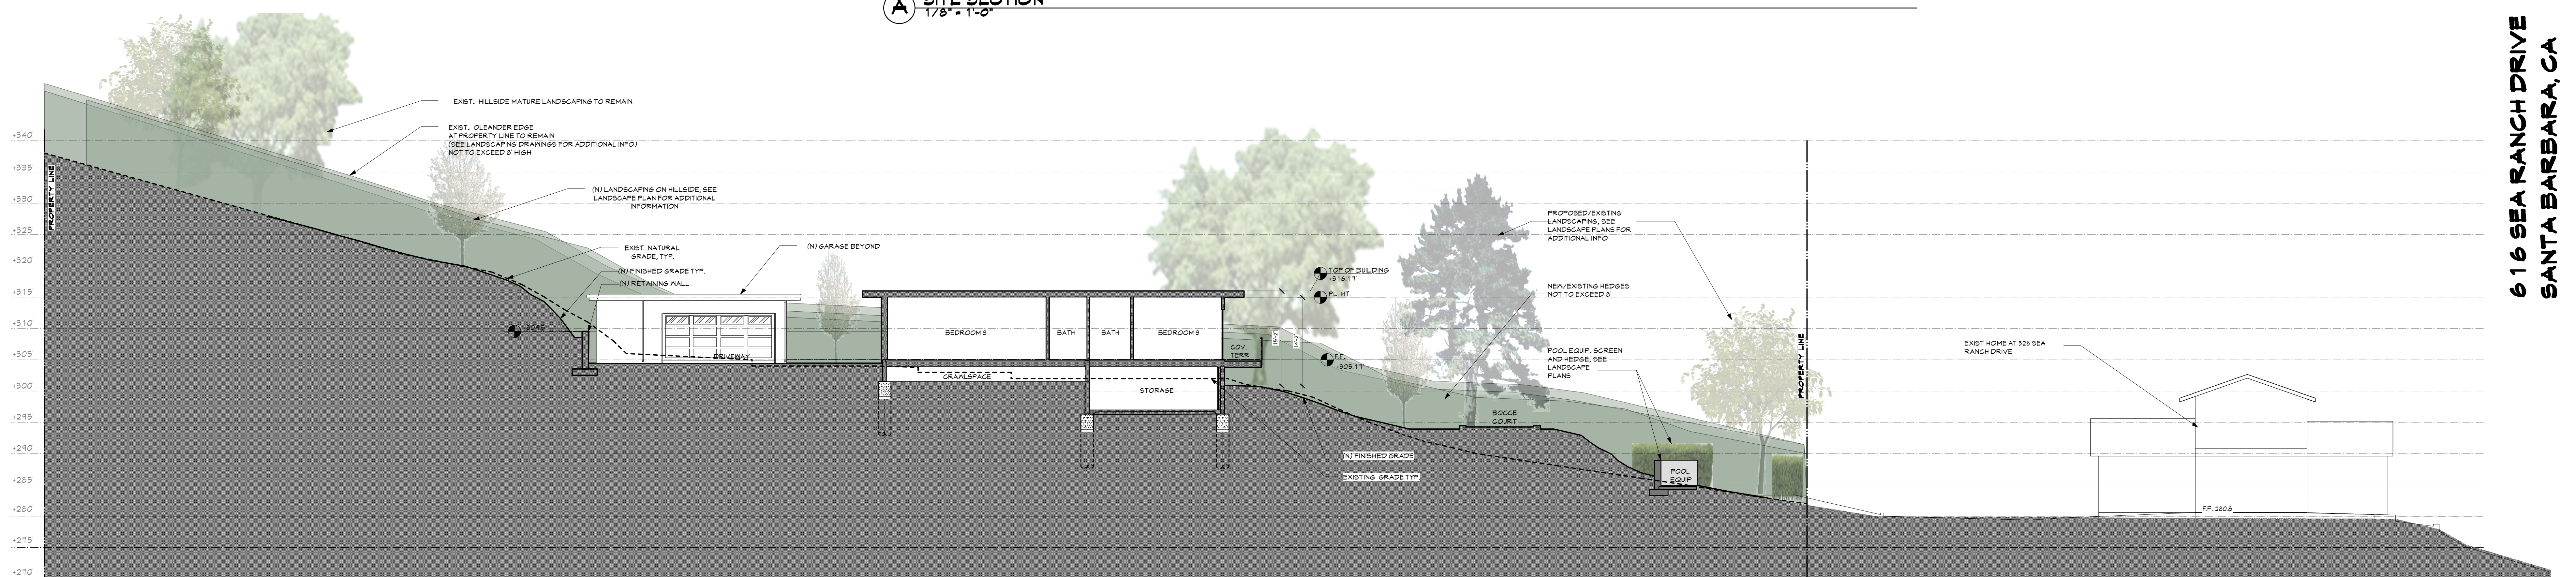 A
SITE SECTION
1/8" = 1'-0"
616 SEA RANCH DRIVE
SANTA BARBARA, CA
EXIST. HILLSIDE MATURE LANDSCAPING TO REMAIN
EXIST. OLEANDER EDGE
AT PROPERTY LINE TO REMAIN
(SEE LANDSCAPING DRAWINGS FOR ADDITIONAL INFO)
NOT TO EXCEED 8' HIGH
(N) LANDSCAPING ON HILLSIDE, SEE
LANDSCAPE PLAN FOR ADDITIONAL
INFORMATION
EXIST. NATURAL
GRADE, TYP.
(N) FINISHED GRADE TYP.
(N) RETAINING WALL
(N) GARAGE BEYOND
+309.5
DRIVEWAY
BEDROOM 3
BATH
BATH
BEDROOM 3
CRAWLSPACE
STORAGE
COV.
TERR
TOP OF BUILDING
+316.17'
PL. HT.
F.F.
+305.17'
(N) FINISHED GRADE
EXISTING GRADE TYP.
PROPOSED/EXISTING
LANDSCAPING, SEE
LANDSCAPE PLANS FOR
ADDITIONAL INFO
NEW/EXISTING HEDGES
NOT TO EXCEED 8'
POOL EQUIP. SCREEN
AND HEDGE, SEE
LANDSCAPE
PLANS
BOCCE
COURT
POOL
EQUIP
PROPERTY LINE
PROPERTY LINE
EXIST HOME AT 526 SEA
RANCH DRIVE
F.F. 280.8
+340'
+335'
+330'
+325'
+320'
+315'
+310'
+305'
+300'
+295'
+290'
+285'
+280'
+275'
+270'